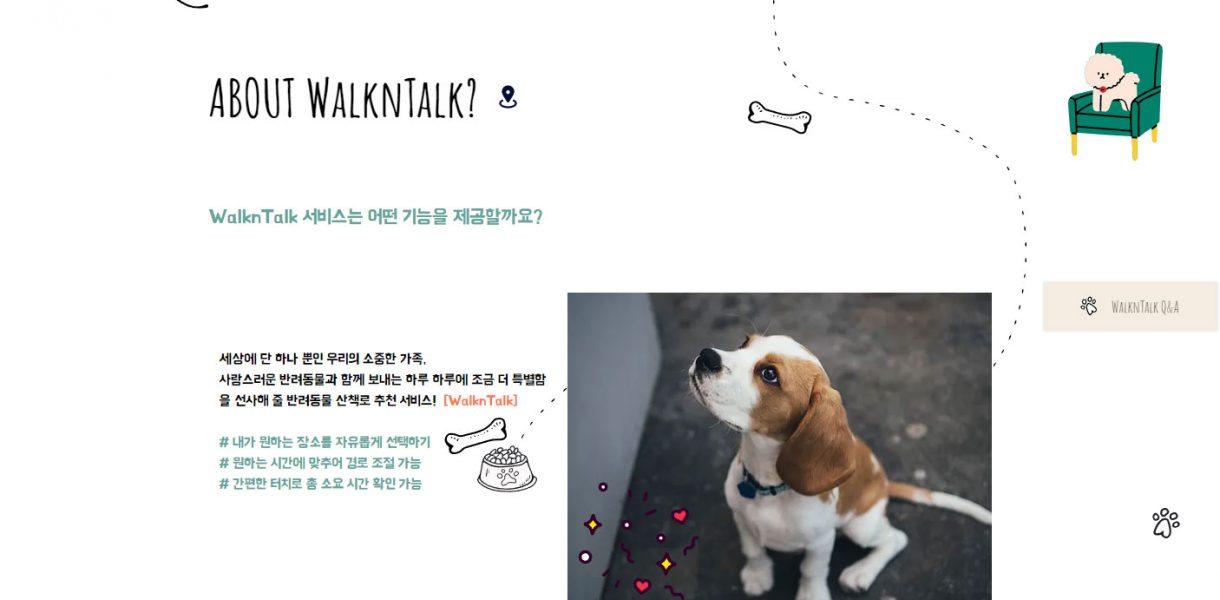 ABOUT WALKNTALK?
WalknTalk 서비스는 어떤 기능을 제공할까요?
WALKNTALK Q&A
세상에 단 하나 뿐인 우리의 소중한 가족,
사랑스러운 반려동물과 함께 보내는 하루 하루에 조금 더 특별함
을 선사해 줄 반려동물 산책로 추천 서비스! [WalknTalk]
# 내가 원하는 장소를 자유롭게 선택하기
# 원하는 시간에 맞추어 경로 조절 가능
# 간편한 터치로 총 소요 시간 확인 가능